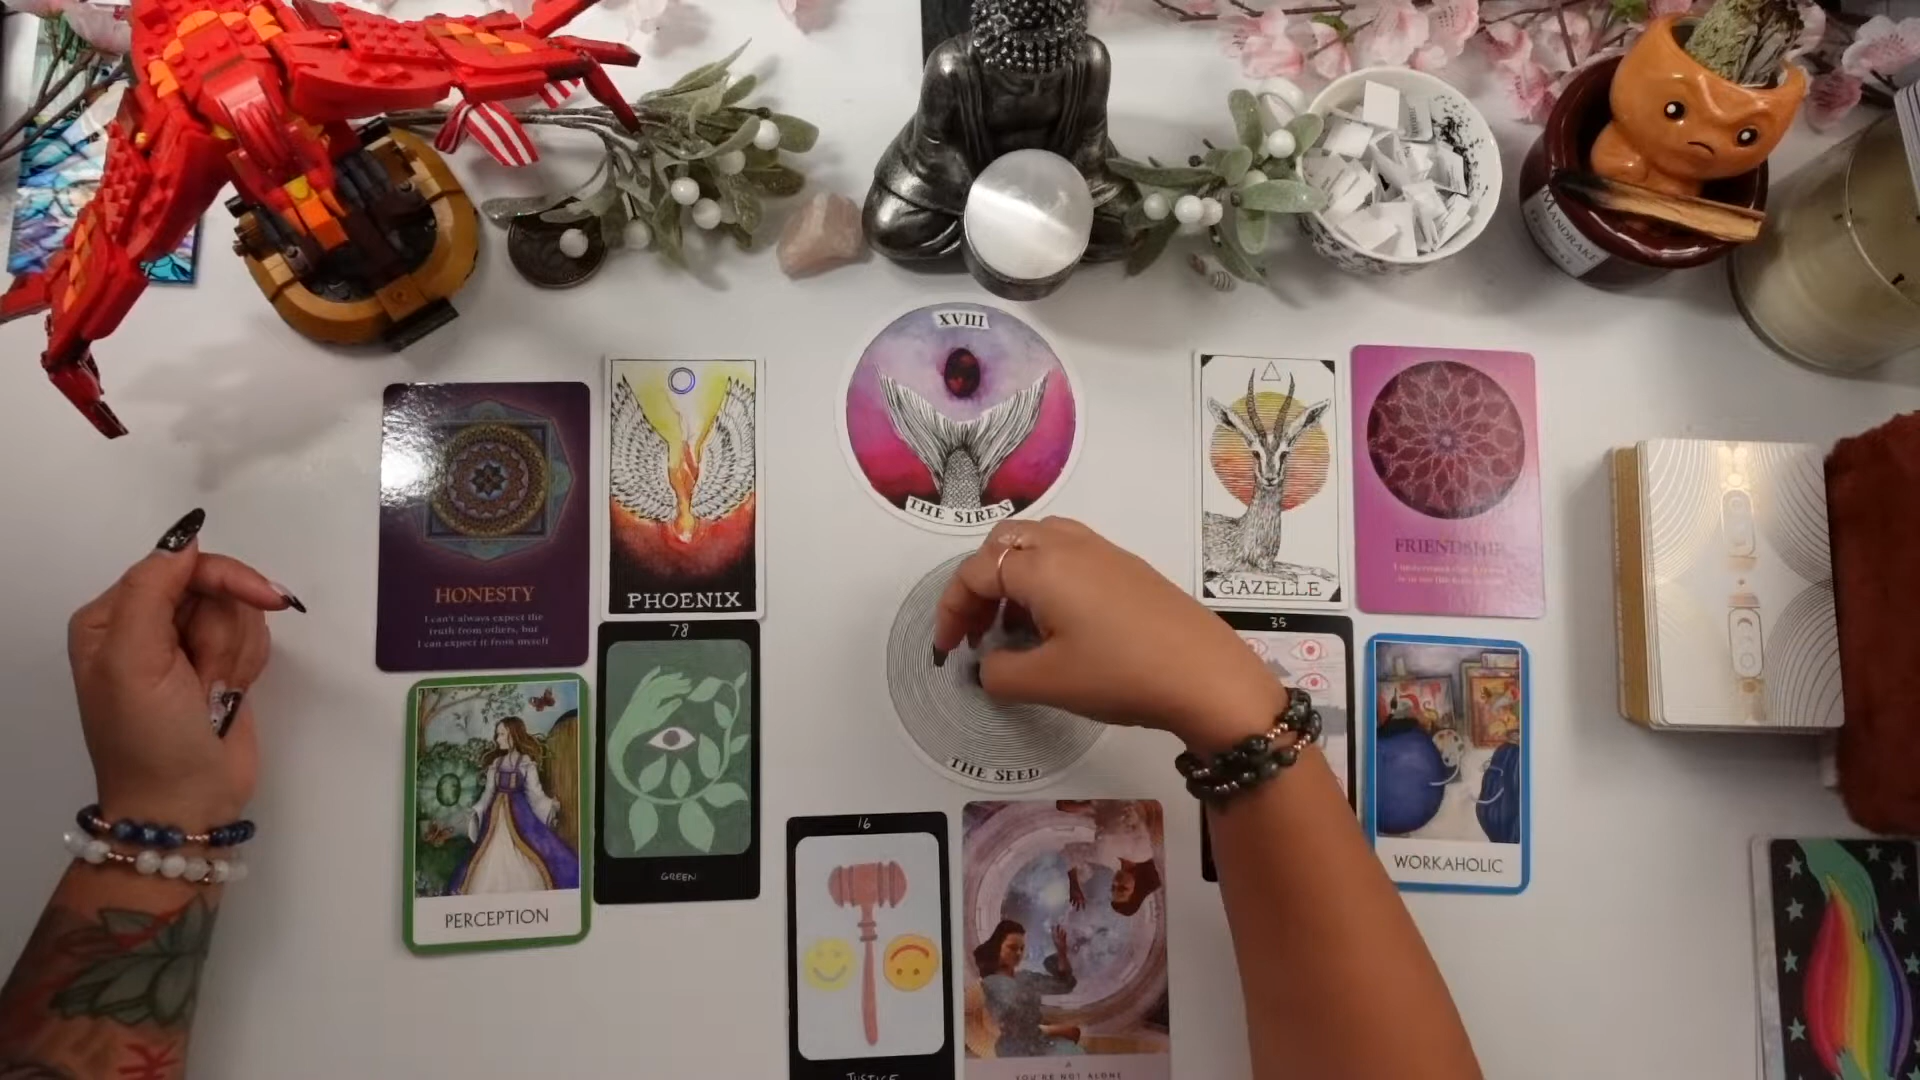 XVIII
THE SIREN
HONESTY
I can't always expect the
truth from others, but
I can expect it from myself
PHOENIX
GAZELLE
FRIENDSHIP
MANDRAKE
78
GREEN
PERCEPTION
THE SEED
35
WORKAHOLIC
16
JUSTICE
YOU'RE NOT ALONE